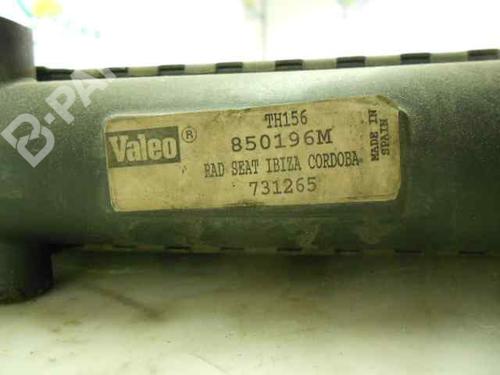 TH156
Valeo ® 850196M
RAD SEAT IBIZA CORDOBA
731265
MADE IN
SPAIN
B-PARTS